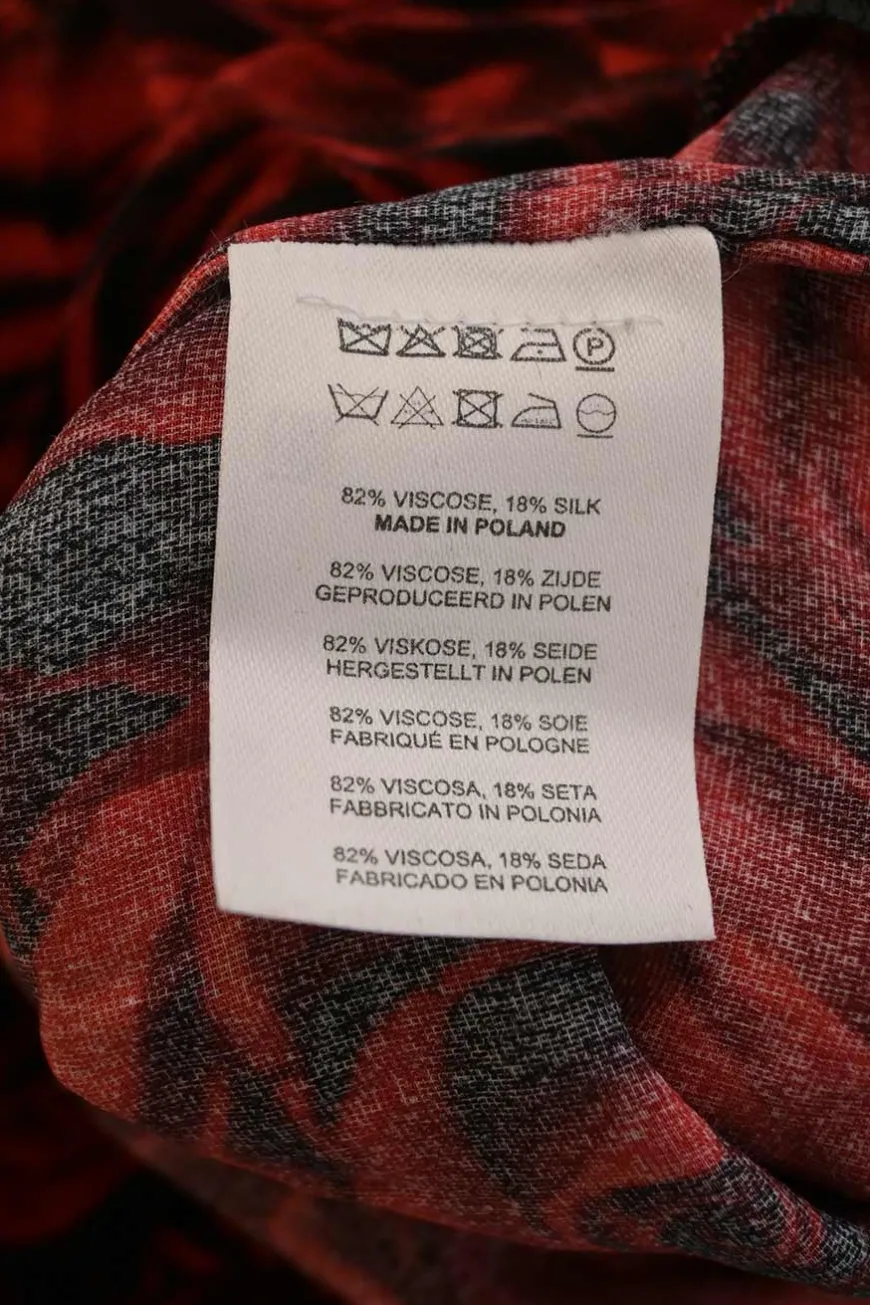 P
82% VISCOSE, 18% SILK
MADE IN POLAND
82% VISCOSE, 18% ZIJDE
GEPRODUCEERD IN POLEN
82% VISKOSE, 18% SEIDE
HERGESTELLT IN POLEN
82% VISCOSE, 18% SOIE
FABRIQUÉ EN POLOGNE
82% VISCOSA, 18% SETA
FABBRICATO IN POLONIA
82% VISCOSA, 18% SEDA
FABRICADO EN POLONIA